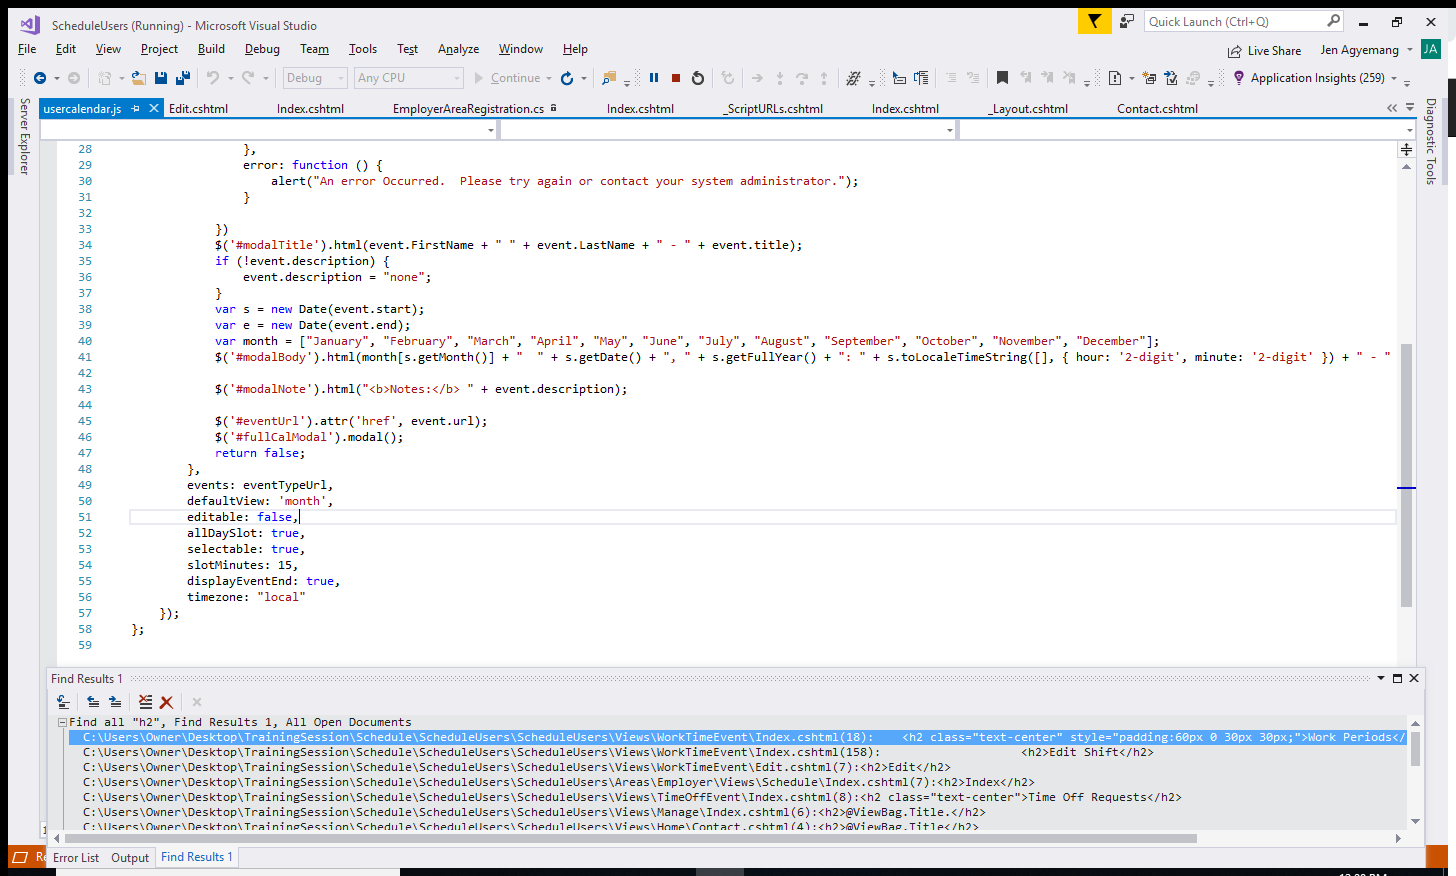 ScheduleUsers (Running) - Microsoft Visual Studio
Quick Launch (Ctrl+Q)
File Edit View Project Build Debug Team Tools Test Analyze Window Help
Live Share Jen Agyemang JA
Debug Any CPU Continue Application Insights (259)
Server Explorer
usercalendar.js Edit.cshtml Index.cshtml EmployerAreaRegistration.cs Index.cshtml _ScriptURLs.cshtml Index.cshtml _Layout.cshtml Contact.cshtml
Diagnostic Tools
28 },
29 error: function () {
30 alert("An error Occurred.  Please try again or contact your system administrator.");
31 }
32
33 })
34 $('#modalTitle').html(event.FirstName + " " + event.LastName + " - " + event.title);
35 if (!event.description) {
36 event.description = "none";
37 }
38 var s = new Date(event.start);
39 var e = new Date(event.end);
40 var month = ["January", "February", "March", "April", "May", "June", "July", "August", "September", "October", "November", "December"];
41 $('#modalBody').html(month[s.getMonth()] + "  " + s.getDate() + ", " + s.getFullYear() + ": " + s.toLocaleTimeString([], { hour: '2-digit', minute: '2-digit' }) + " - "
42
43 $('#modalNote').html("<b>Notes:</b> " + event.description);
44
45 $('#eventUrl').attr('href', event.url);
46 $('#fullCalModal').modal();
47 return false;
48 },
49 events: eventTypeUrl,
50 defaultView: 'month',
51 editable: false,
52 allDaySlot: true,
53 selectable: true,
54 slotMinutes: 15,
55 displayEventEnd: true,
56 timezone: "local"
57 });
58 };
59
Find Results 1
Find all "h2", Find Results 1, All Open Documents
C:\Users\Owner\Desktop\TrainingSession\Schedule\ScheduleUsers\ScheduleUsers\Views\WorkTimeEvent\Index.cshtml(18): <h2 class="text-center" style="padding:60px 0 30px 30px;">Work Periods</
C:\Users\Owner\Desktop\TrainingSession\Schedule\ScheduleUsers\ScheduleUsers\Views\WorkTimeEvent\Index.cshtml(158): <h2>Edit Shift</h2>
C:\Users\Owner\Desktop\TrainingSession\Schedule\ScheduleUsers\ScheduleUsers\Views\WorkTimeEvent\Edit.cshtml(7):<h2>Edit</h2>
C:\Users\Owner\Desktop\TrainingSession\Schedule\ScheduleUsers\ScheduleUsers\Areas\Employer\Views\Schedule\Index.cshtml(7):<h2>Index</h2>
C:\Users\Owner\Desktop\TrainingSession\Schedule\ScheduleUsers\ScheduleUsers\Views\TimeOffEvent\Index.cshtml(8):<h2 class="text-center">Time Off Requests</h2>
C:\Users\Owner\Desktop\TrainingSession\Schedule\ScheduleUsers\ScheduleUsers\Views\Manage\Index.cshtml(6):<h2>@ViewBag.Title.</h2>
C:\Users\Owner\Desktop\TrainingSession\Schedule\ScheduleUsers\ScheduleUsers\Views\Home\Contact.cshtml(4):<h2>@ViewBag.Title</h2>
Error List Output Find Results 1